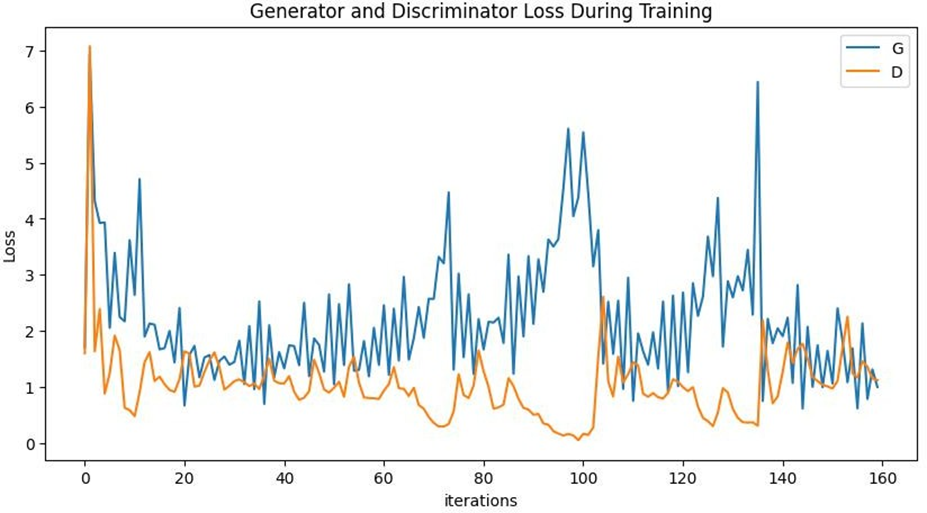 Generator and Discriminator Loss During Training
G
D
7
6
5
4
3
2
1
0
Loss
0 20 40 60 80 100 120 140 160
iterations